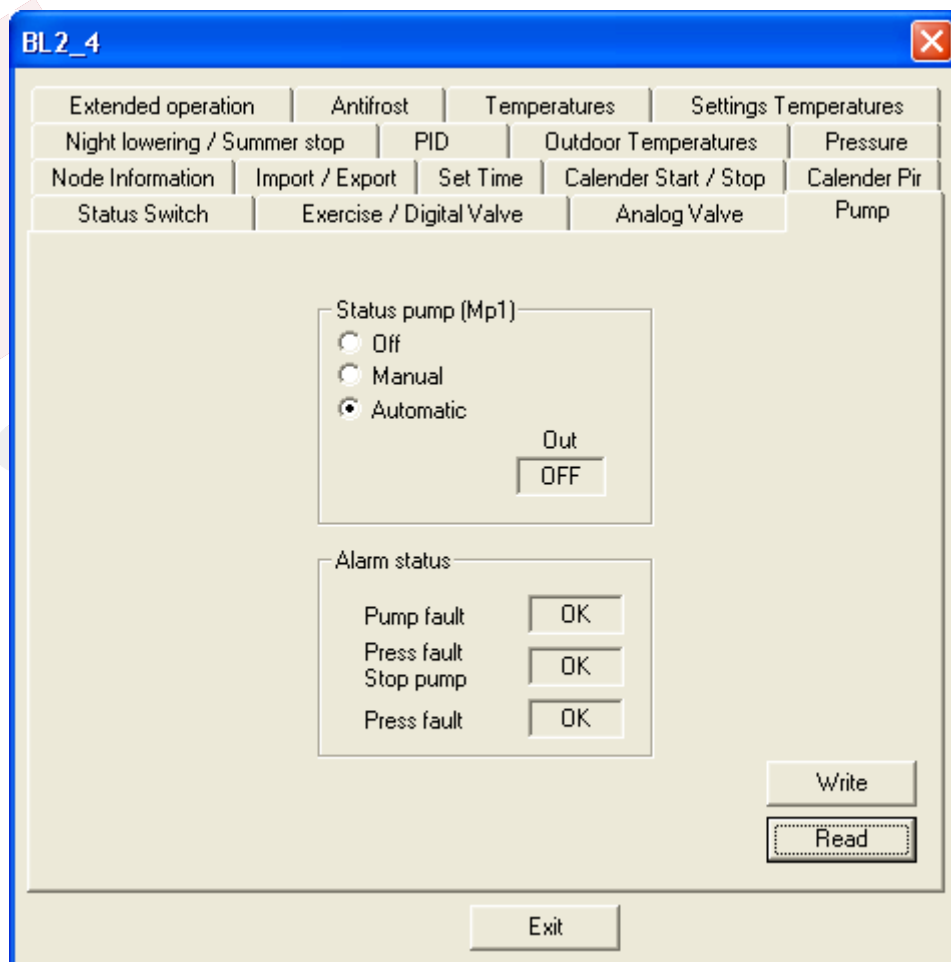 BL2_4
Extended operation Antifrost Temperatures Settings Temperatures
Night lowering / Summer stop PID Outdoor Temperatures Pressure
Node Information Import / Export Set Time Calender Start / Stop Calender Pir
Status Switch Exercise / Digital Valve Analog Valve Pump
Status pump (Mp1)
Off
Manual
Automatic
Out
OFF
Alarm status
Pump fault OK
Press fault
Stop pump OK
Press fault OK
Write
Read
Exit